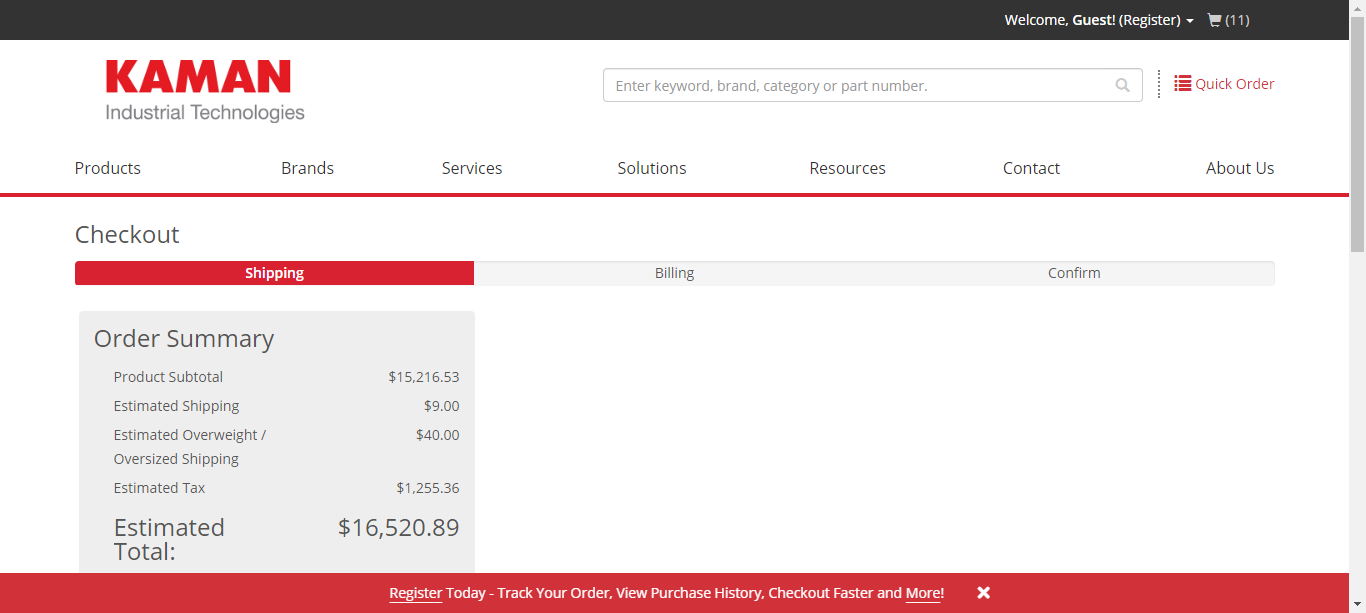 Welcome, Guest! (Register) (11)
KAMAN
Industrial Technologies
Enter keyword, brand, category or part number.
Quick Order
Products Brands Services Solutions Resources Contact About Us
Checkout
Shipping Billing Confirm
Order Summary
Product Subtotal $15,216.53
Estimated Shipping $9.00
Estimated Overweight / $40.00
Oversized Shipping
Estimated Tax $1,255.36
Estimated $16,520.89
Total:
Register Today - Track Your Order, View Purchase History, Checkout Faster and More!